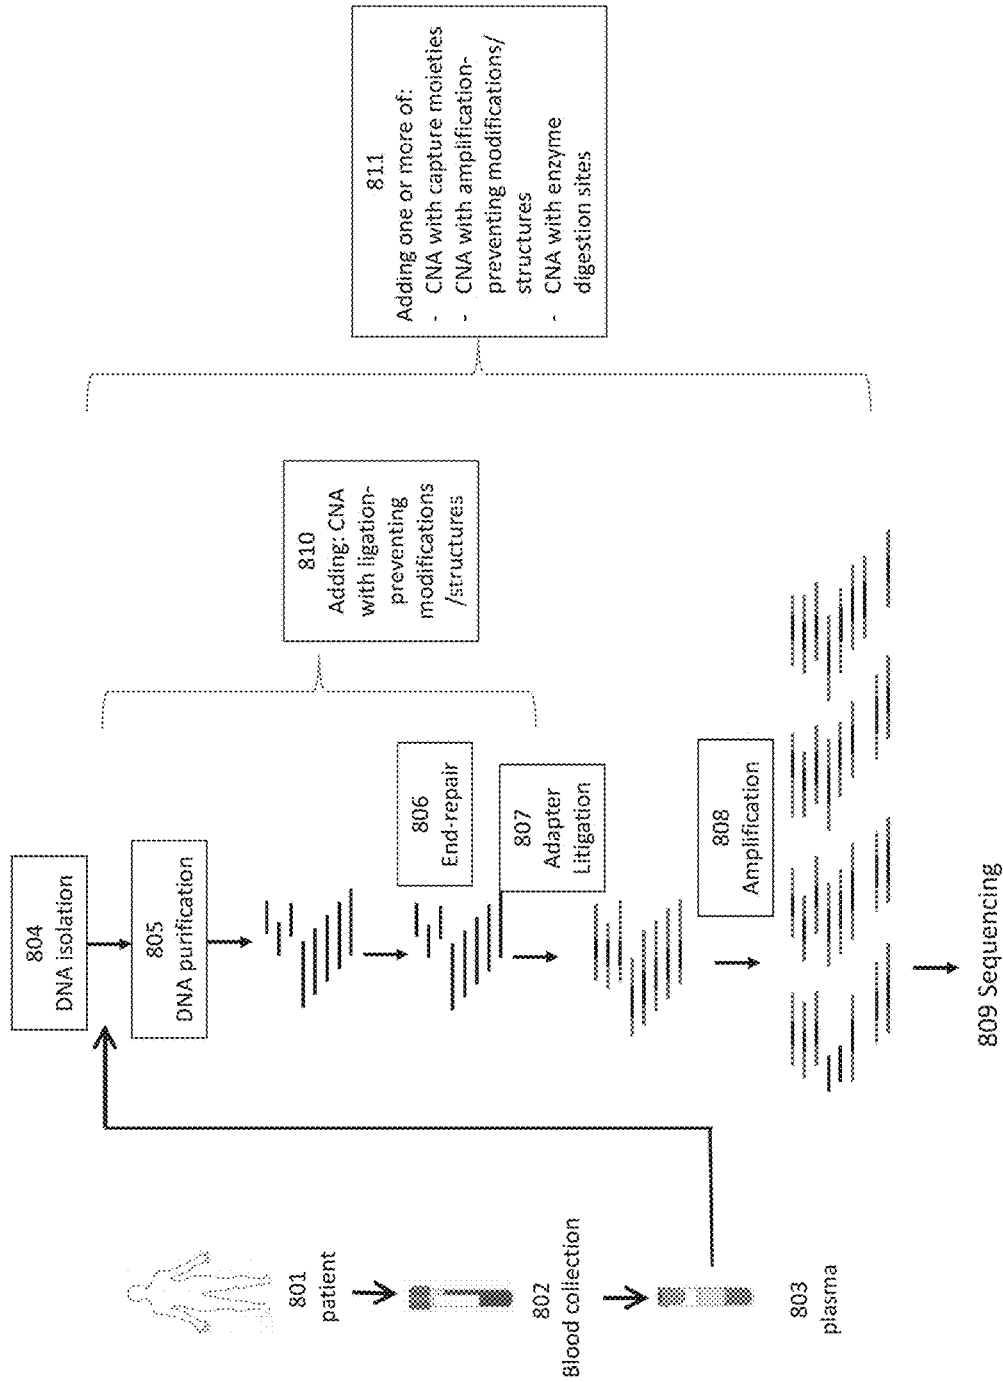 801
patient
802
Blood collection
803
plasma
804
DNA isolation
805
DNA purification
806
End-repair
807
Adapter
Litigation
808
Amplification
809 Sequencing
810
Adding: CNA
with ligation-
preventing
modifications
/structures
811
Adding one or more of:
- CNA with capture moieties
- CNA with amplification-
preventing modifications/
structures
- CNA with enzyme
digestion sites